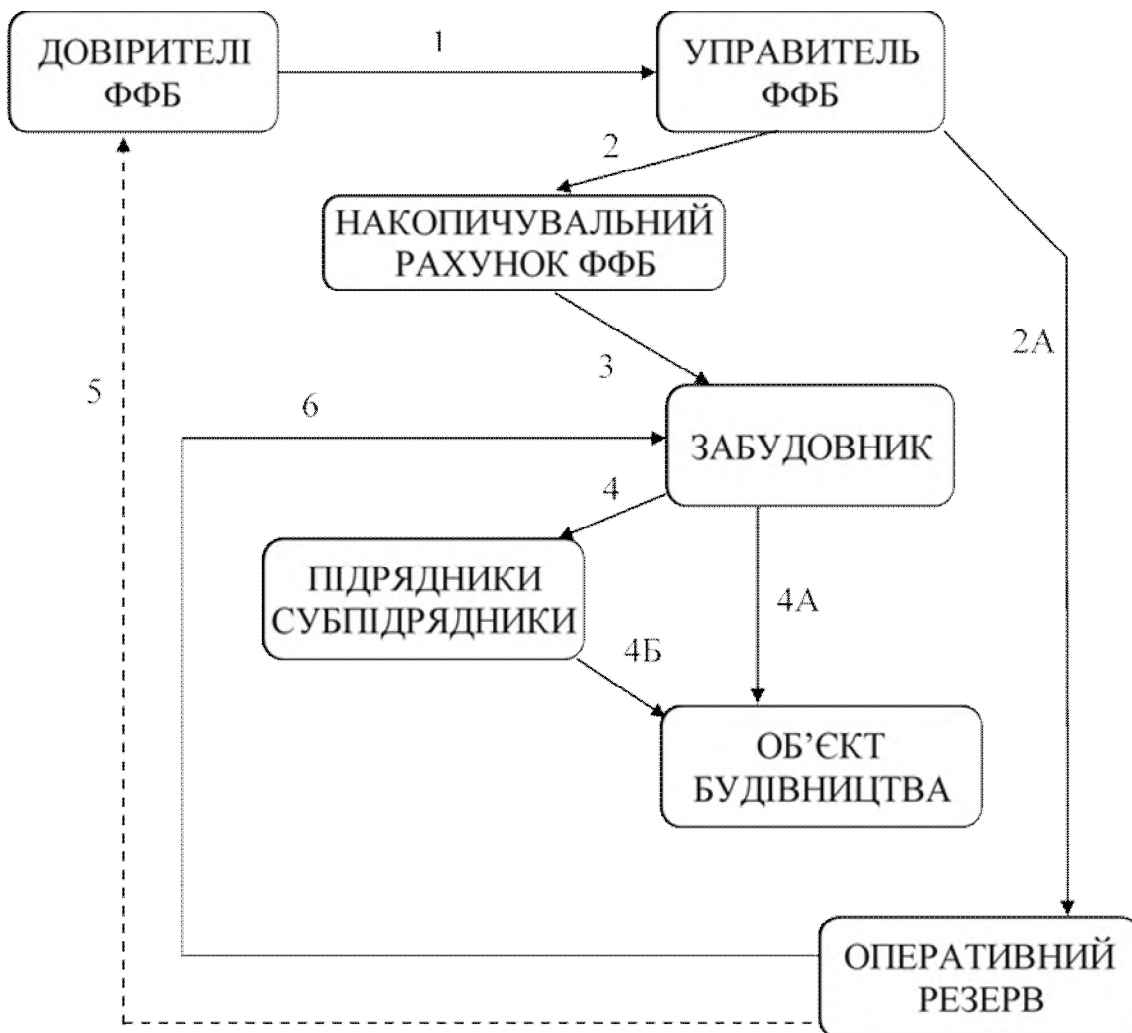 ДОВІРИТЕЛІ
ФФБ
1
УПРАВИТЕЛЬ
ФФБ
2
НАКОПИЧУВАЛЬНИЙ
РАХУНОК ФФБ
2А
3
5
6
ЗАБУДОВНИК
4
ПІДРЯДНИКИ
СУБПІДРЯДНИКИ
4А
4Б
ОБ’ЄКТ
БУДІВНИЦТВА
ОПЕРАТИВНИЙ
РЕЗЕРВ